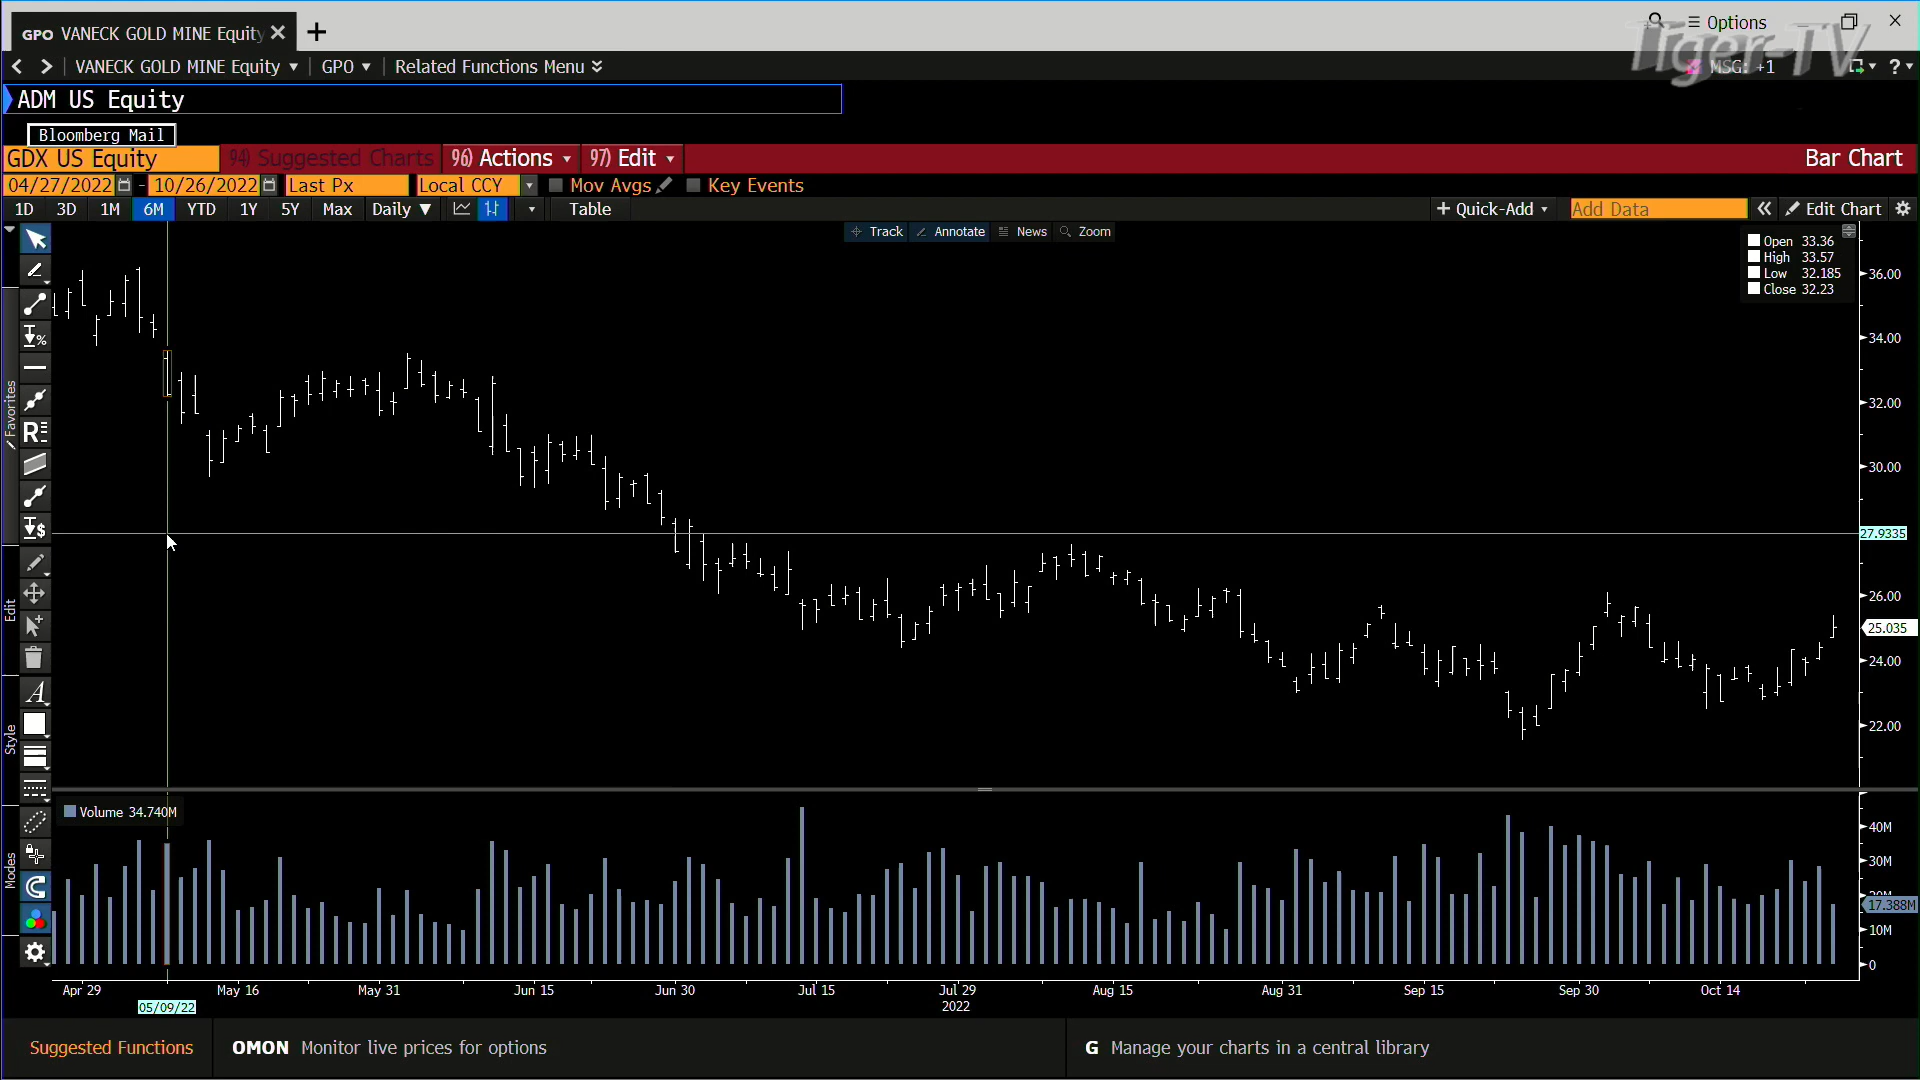 GPO VANECK GOLD MINE Equity
Options
Tiger-TV
VANECK GOLD MINE Equity GPO Related Functions Menu
MSG: +1 ?
ADM US Equity
Bloomberg Mail
GDX US Equity 94) Suggested Charts 96) Actions 97) Edit Bar Chart
04/27/2022 - 10/26/2022 Last Px Local CCY Mov Avgs Key Events
1D 3D 1M 6M YTD 1Y 5Y Max Daily ▼ Table + Quick-Add Add Data « Edit Chart
Track Annotate News Zoom
Open 33.36
High 33.57
Low 32.185
Close 32.23
36.00
34.00
32.00
30.00
27.9335
26.00
25.035
24.00
22.00
Favorites
Edit
Style
Modes
Volume 34.740M
40M
30M
20M
17.388M
10M
0
Apr 29 May 16 May 31 Jun 15 Jun 30 Jul 15 Jul 29 Aug 15 Aug 31 Sep 15 Sep 30 Oct 14
05/09/22 2022
Suggested Functions OMON Monitor live prices for options G Manage your charts in a central library